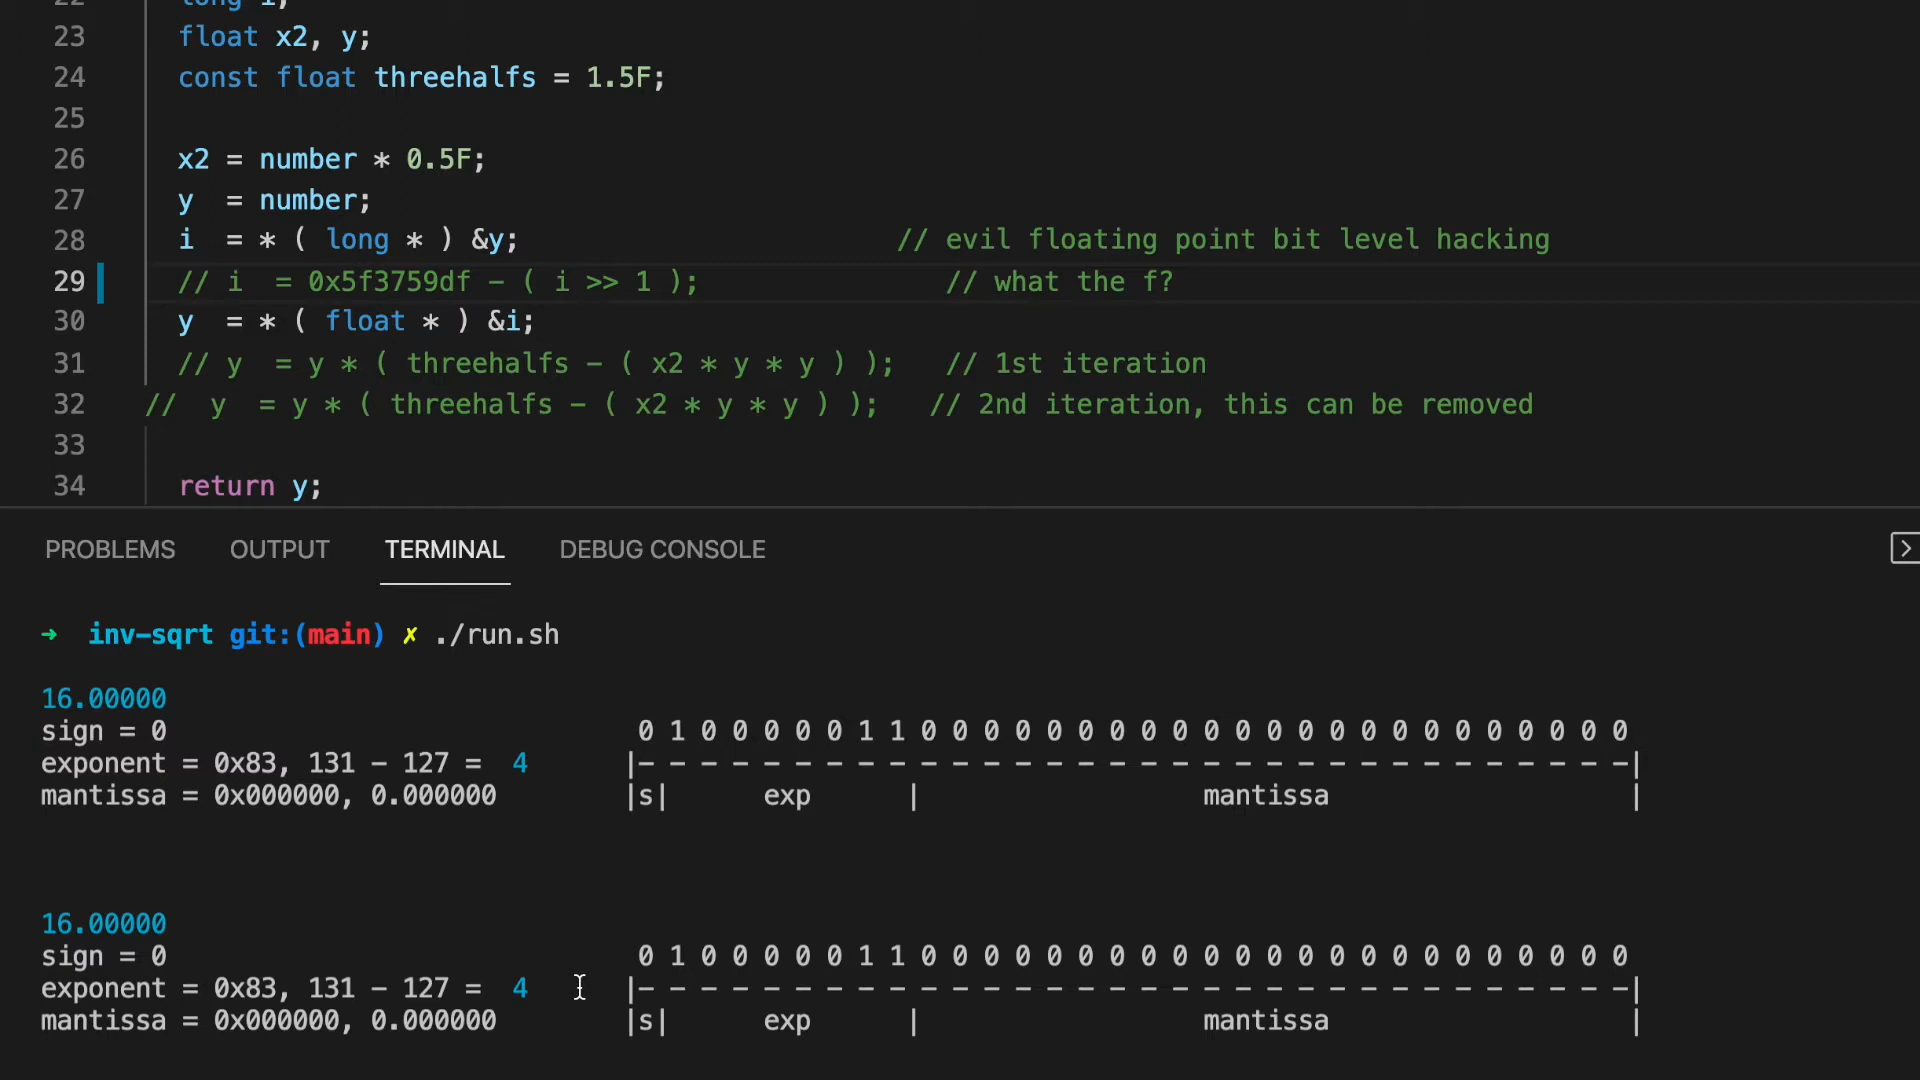 22 long i;
23 float x2, y;
24 const float threehalfs = 1.5F;
25
26 x2 = number * 0.5F;
27 y  = number;
28 i  = * ( long * ) &y; // evil floating point bit level hacking
29 // i  = 0x5f3759df - ( i >> 1 ); // what the f?
30 y  = * ( float * ) &i;
31 // y  = y * ( threehalfs - ( x2 * y * y ) ); // 1st iteration
32 //  y  = y * ( threehalfs - ( x2 * y * y ) ); // 2nd iteration, this can be removed
33
34 return y;
PROBLEMS OUTPUT TERMINAL DEBUG CONSOLE
➜ inv-sqrt git:(main) ✗ ./run.sh
16.00000
sign = 0 0 1 0 0 0 0 0 1 1 0 0 0 0 0 0 0 0 0 0 0 0 0 0 0 0 0 0 0 0 0 0 0
exponent = 0x83, 131 - 127 = 4 |- - - - - - - - - - - - - - - - - - - - - - - - - - - - - - - -|
mantissa = 0x000000, 0.000000 |s| exp | mantissa |
16.00000
sign = 0 0 1 0 0 0 0 0 1 1 0 0 0 0 0 0 0 0 0 0 0 0 0 0 0 0 0 0 0 0 0 0 0
exponent = 0x83, 131 - 127 = 4 |- - - - - - - - - - - - - - - - - - - - - - - - - - - - - - - -|
mantissa = 0x000000, 0.000000 |s| exp | mantissa |